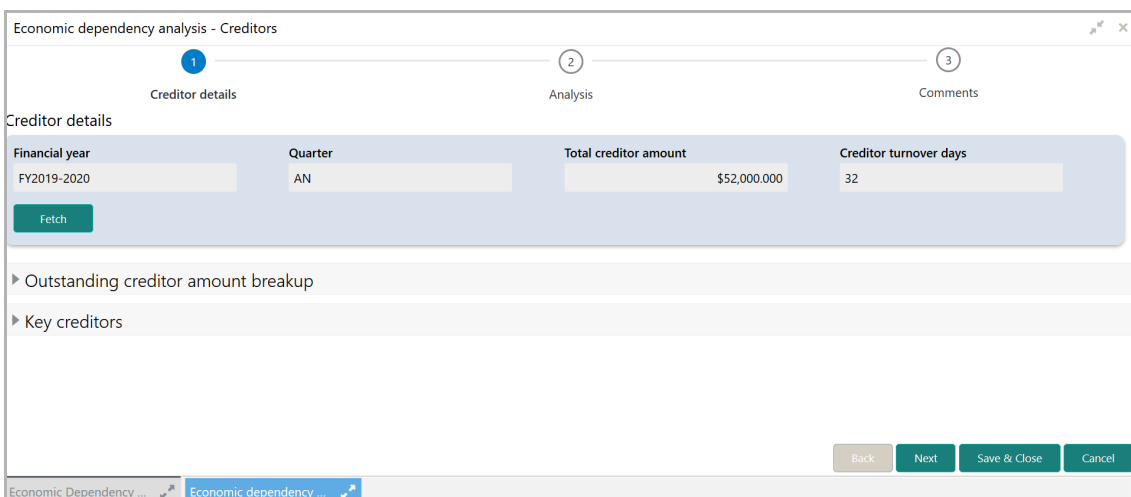 Economic dependency analysis - Creditors
1
2
3
Creditor details
Analysis
Comments
Creditor details
Financial year
Quarter
Total creditor amount
Creditor turnover days
FY2019-2020
AN
$52,000.000
32
Fetch
Outstanding creditor amount breakup
Key creditors
Back
Next
Save & Close
Cancel
Economic Dependency ...
Economic dependency ...